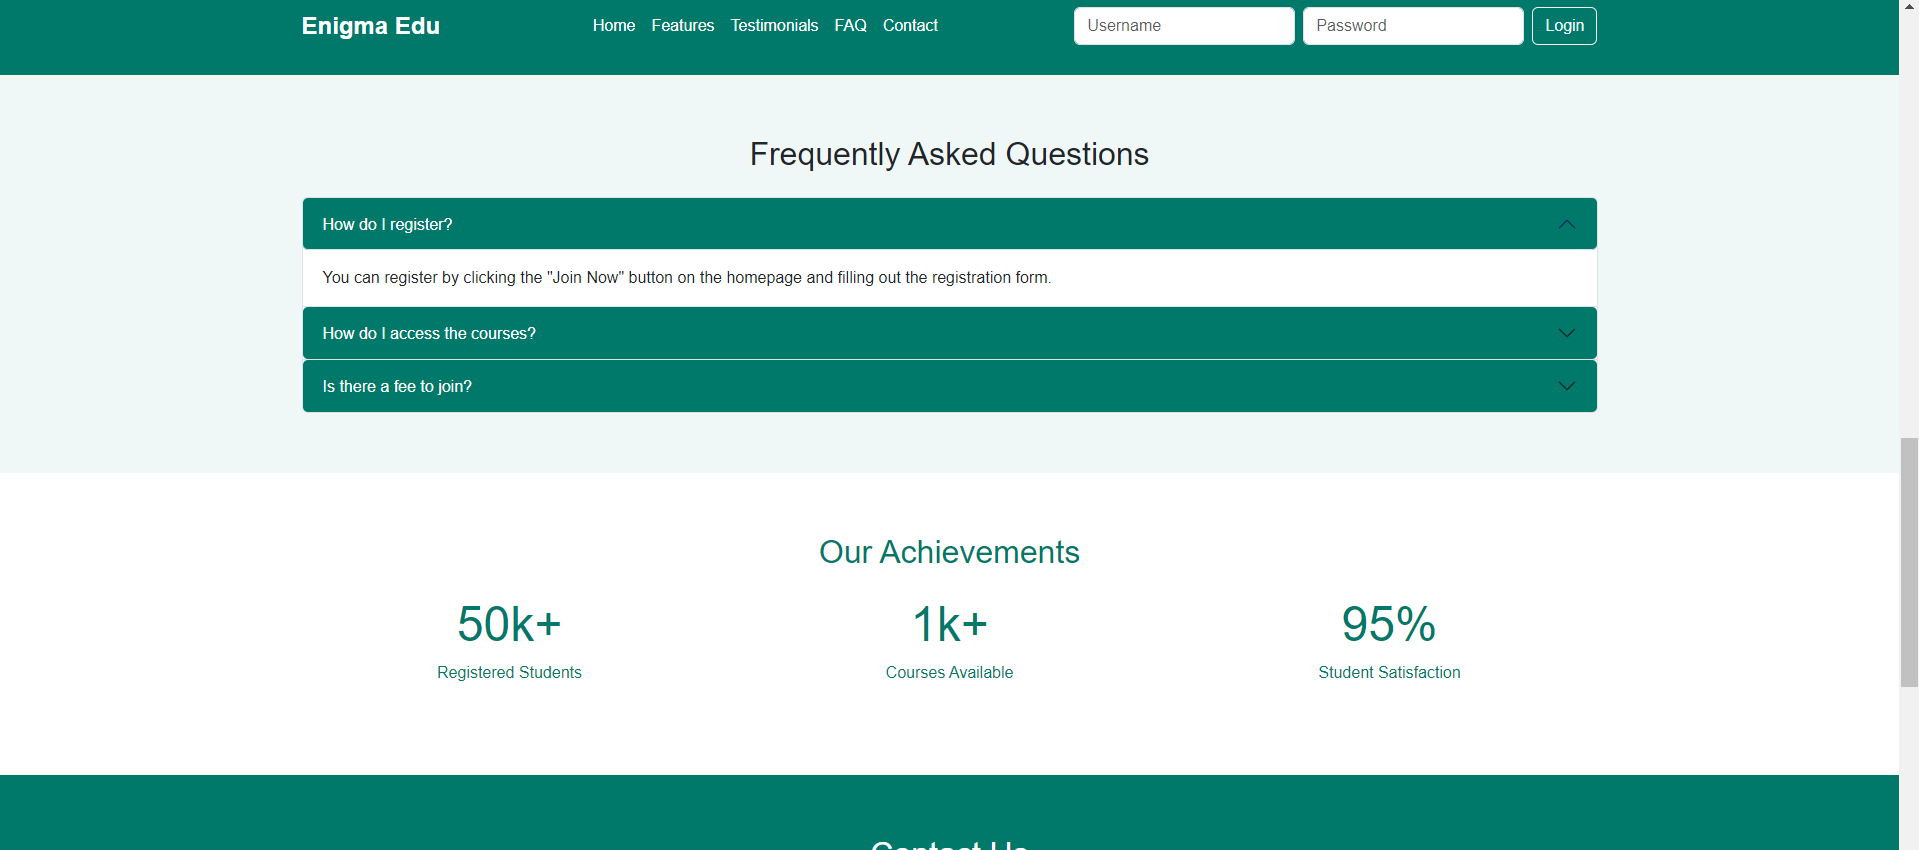 Enigma Edu
Home Features Testimonials FAQ Contact
Username Password Login
Frequently Asked Questions
How do I register?
You can register by clicking the "Join Now" button on the homepage and filling out the registration form.
How do I access the courses?
Is there a fee to join?
Our Achievements
50k+ 1k+ 95%
Registered Students Courses Available Student Satisfaction
Contact Us